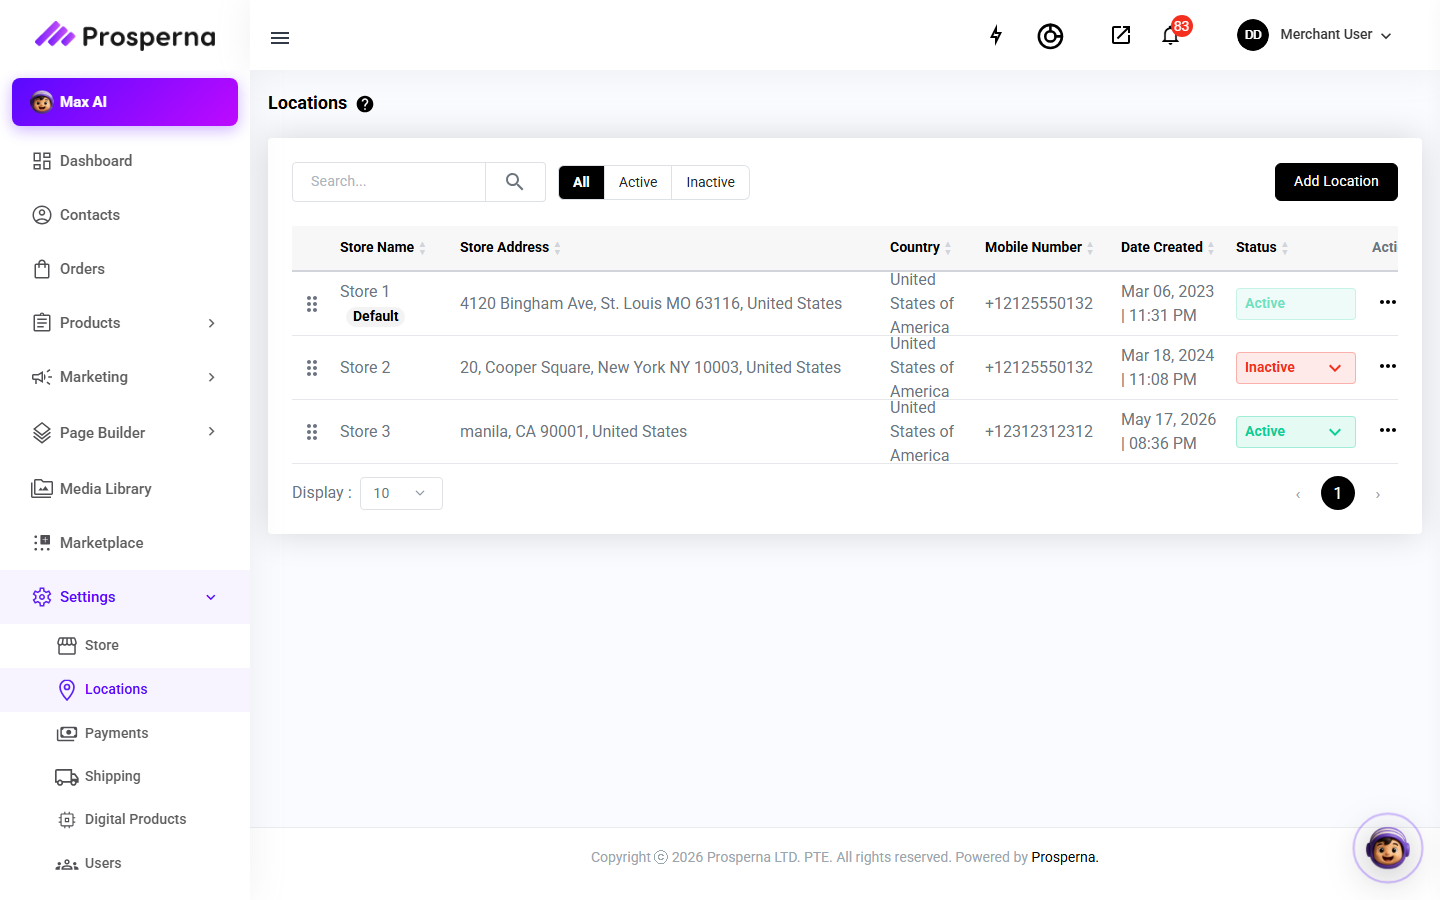 Prosperna
83
DD
Merchant User
Max AI
Dashboard
Contacts
Orders
Products
Marketing
Page Builder
Media Library
Marketplace
Settings
Store
Locations
Payments
Shipping
Digital Products
Users
Locations
Search...
All
Active
Inactive
Add Location
Store Name
Store Address
Country
Mobile Number
Date Created
Status
Acti
Store 1
Default
4120 Bingham Ave, St. Louis MO 63116, United States
United
States of
America
+12125550132
Mar 06, 2023
| 11:31 PM
Active
Store 2
20, Cooper Square, New York NY 10003, United States
United
States of
America
+12125550132
Mar 18, 2024
| 11:08 PM
Inactive
Store 3
manila, CA 90001, United States
United
States of
America
+12312312312
May 17, 2026
| 08:36 PM
Active
Display :
10
‹
1
›
Copyright ⓒ 2026 Prosperna LTD. PTE. All rights reserved. Powered by Prosperna.